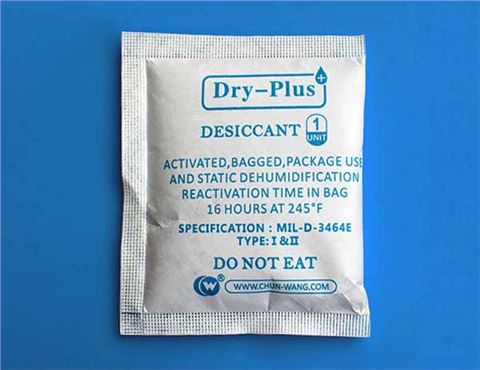 Dry-Plus+
DESICCANT 1 UNIT
ACTIVATED,BAGGED,PACKAGE USE
AND STATIC DEHUMIDIFICATION
REACTIVATION TIME IN BAG
16 HOURS AT 245°F
SPECIFICATION : MIL-D-3464E
TYPE: I & II
DO NOT EAT
CW® WWW.CHUN-WANG.COM